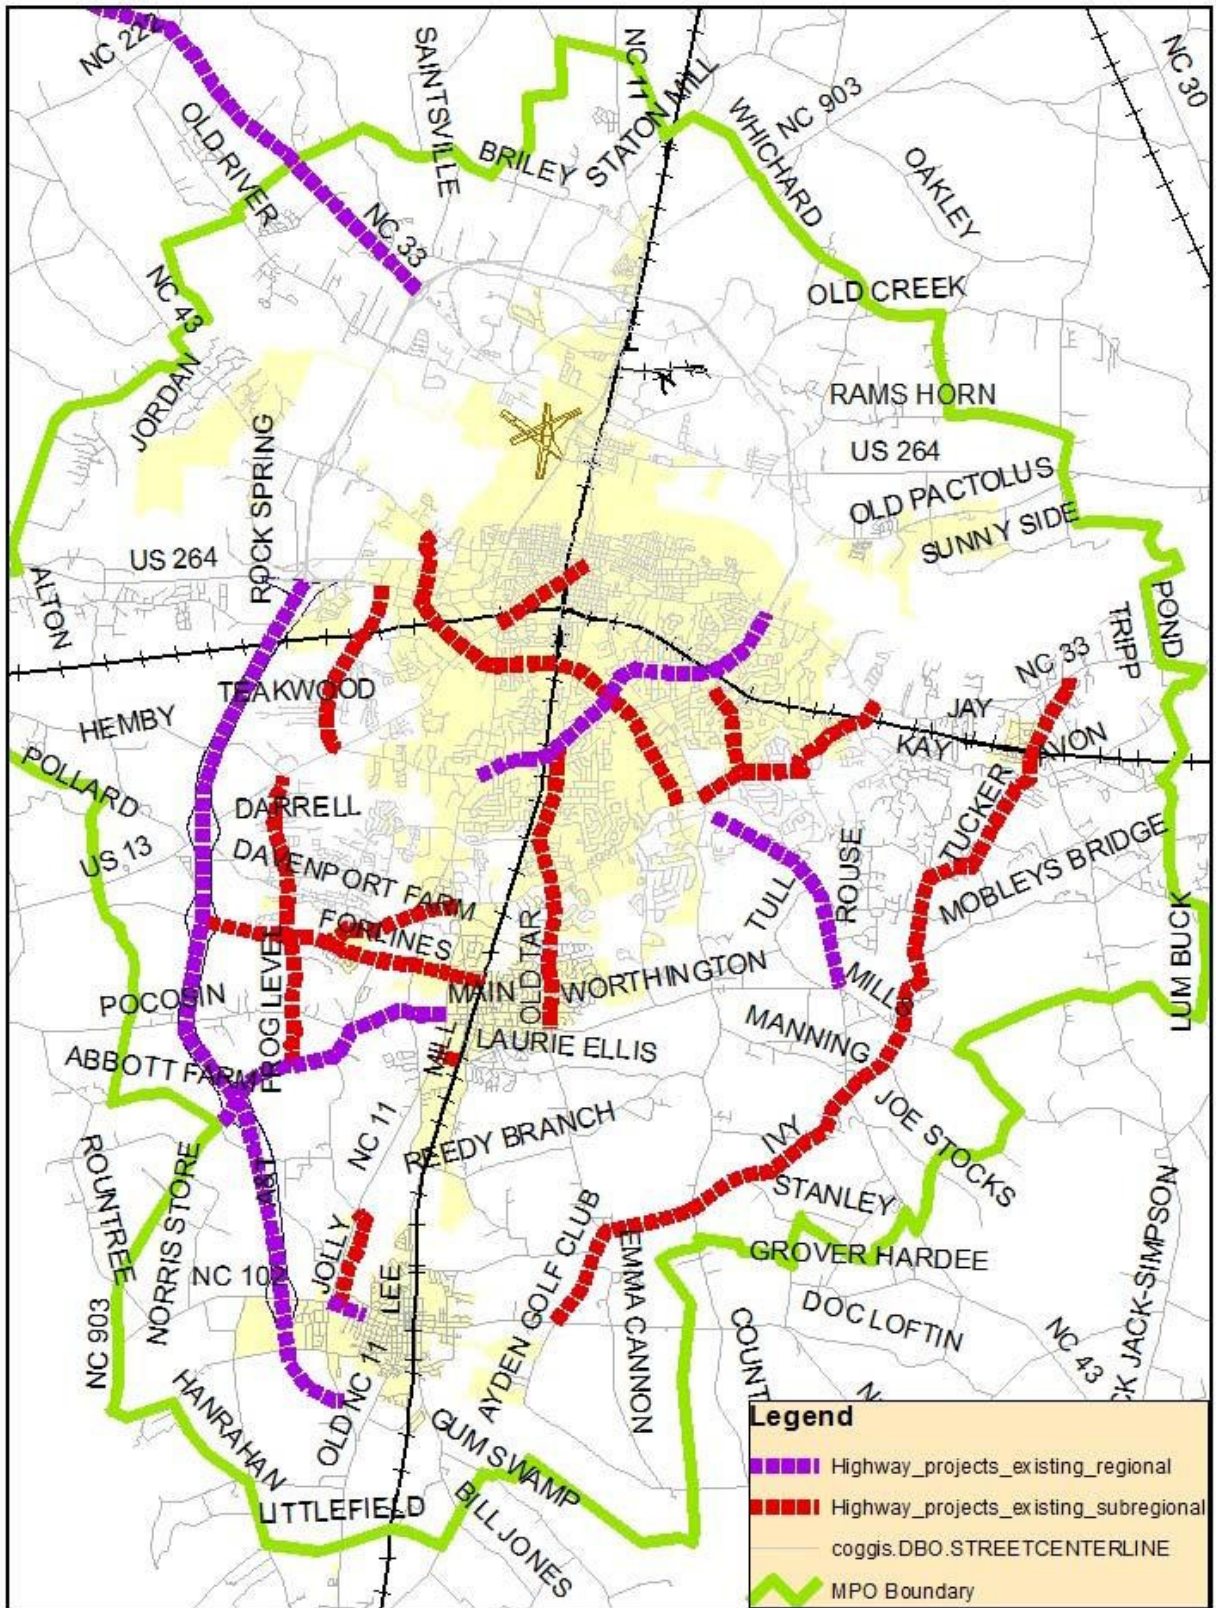 NC 222
SAINTSVILLE
NC 11
STATON MILL
NC 30
OLD RIVER
BRILEY
WHICHARD
NC 903
OAKLEY
NC 33
NC 43
OLD CREEK
JORDAN
RAMS HORN
ROCK SPRING
US 264
OLD PACTOLUS
SUNNY SIDE
US 264
ALTON
POND
TRIPP
NC 33
TEAKWOOD
HEMBY
JAY
KAY
AVON
POLLARD
DARRELL
TUCKER
US 13
DAVENPORT FARM
MOBLEYS BRIDGE
ROUSE
TULL
FORLINES
FROG LEVEL
OLD TAR
LUM BUCK
POCOSIN
MAIN
WORTHINGTON
MILLS
MANNING
MILL
LAURIE ELLIS
ABBOTT FARM
NC 11
REEDY BRANCH
JOE STOCKS
IVY
ROUNTREE
NORRIS STORE
STANLEY
JOLLY
AYDEN GOLF CLUB
EMMA CANNON
GROVER HARDEE
JACK-SIMPSON
NC 102
LEE
DOC LOFTIN
NC 903
COUNT
NC 43
HANRAHAN
OLD NC 11
GUM SWAMP
LITTLEFIELD
BILL JONES
Legend
Highway_projects_existing_regional
Highway_projects_existing_subregional
coggis.DBO.STREETCENTERLINE
MPO Boundary